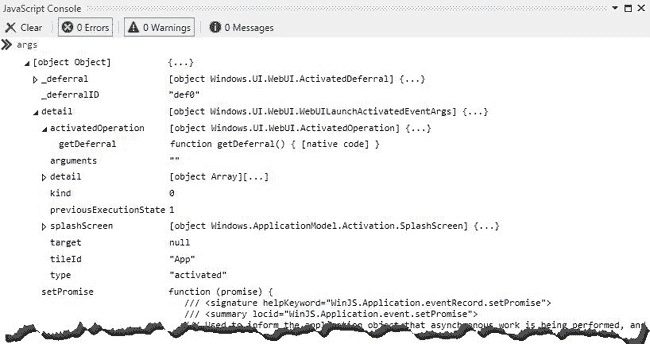 JavaScript Console
Clear 0 Errors 0 Warnings 0 Messages
args
[object Object] {...}
_deferral [object Windows.UI.WebUI.ActivatedDeferral] {...}
_deferralID "def0"
detail [object Windows.UI.WebUI.WebUILaunchActivatedEventArgs] {...}
activatedOperation [object Windows.UI.WebUI.ActivatedOperation] {...}
getDeferral function getDeferral() { [native code] }
arguments ""
detail [object Array][...]
kind 0
previousExecutionState 1
splashScreen [object Windows.ApplicationModel.Activation.SplashScreen] {...}
target null
tileId "App"
type "activated"
setPromise function (promise) {
/// <signature helpKeyword="WinJS.Application.eventRecord.setPromise">
/// <summary locid="WinJS.Application.event.setPromise">
Used to inform the application object that asynchronous work is being performed, and